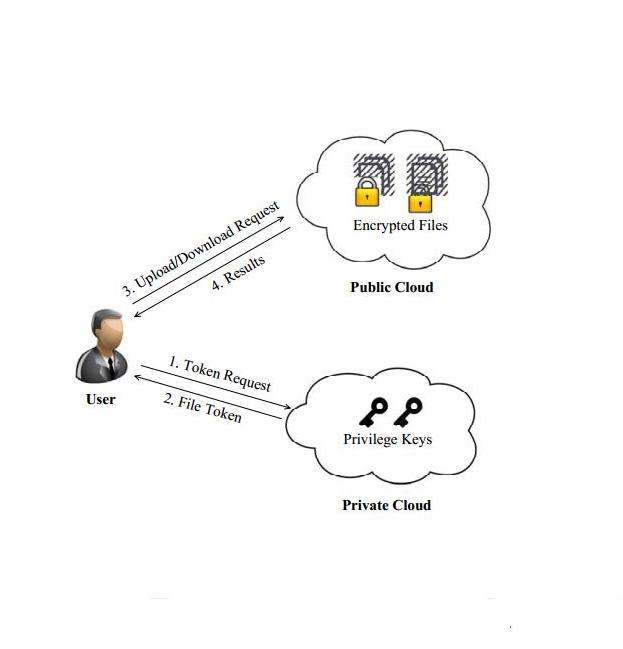 3. Upload/Download Request
4. Results
Encrypted Files
Public Cloud
User
1. Token Request
2. File Token
Privilege Keys
Private Cloud